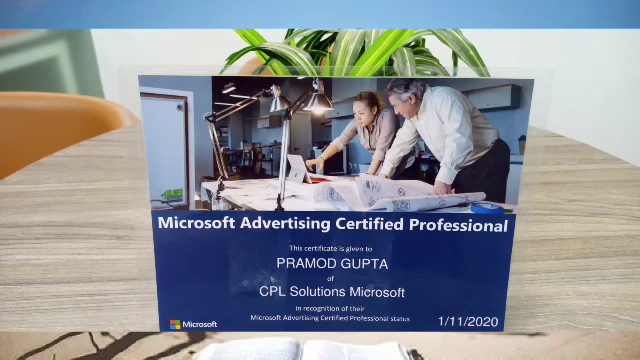 Microsoft Advertising Certified Professional
This certificate is given to
PRAMOD GUPTA
of
CPL Solutions Microsoft
in recognition of their
Microsoft Advertising Certified Professional status
Microsoft
1/11/2020